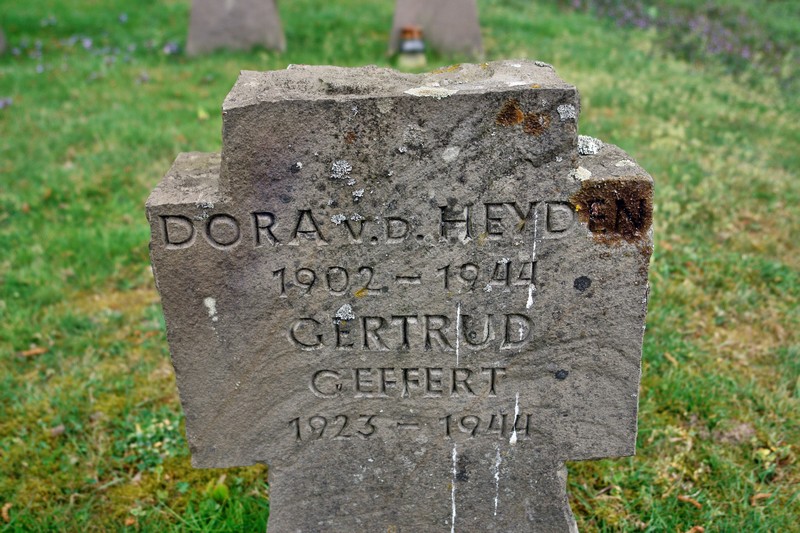 DORA v.d. HEYDEN
1902 – 1944
GERTRUD
GEFFERT
1923 – 1944